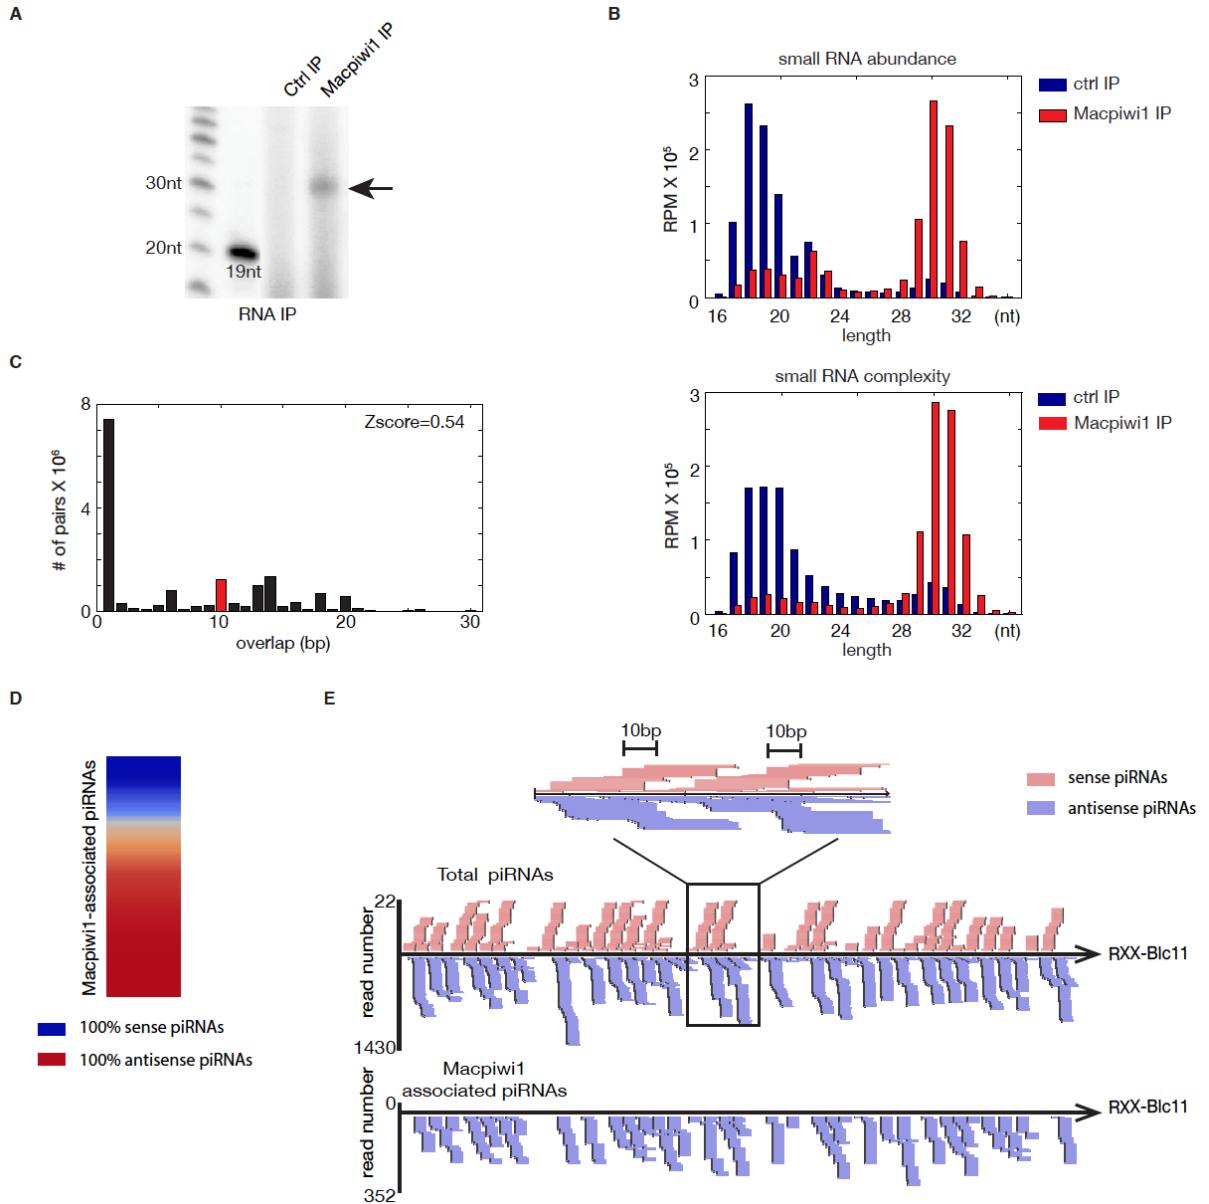 A
Ctrl IP
Macpiwi1 IP
30nt
20nt
19nt
RNA IP
B
small RNA abundance
3
2
1
0
RPM X 10⁵
16 20 24 28 32 (nt)
length
ctrl IP
Macpiwi1 IP
small RNA complexity
3
2
1
0
RPM X 10⁵
16 20 24 28 32 (nt)
length
ctrl IP
Macpiwi1 IP
C
8
4
0
# of pairs X 10⁶
Zscore=0.54
0 10 20 30
overlap (bp)
D
Macpiwi1-associated piRNAs
100% sense piRNAs
100% antisense piRNAs
E
10bp 10bp
sense piRNAs
antisense piRNAs
Total piRNAs
22
read number
1430
RXX-Blc11
Macpiwi1
associated piRNAs
0
read number
352
RXX-Blc11